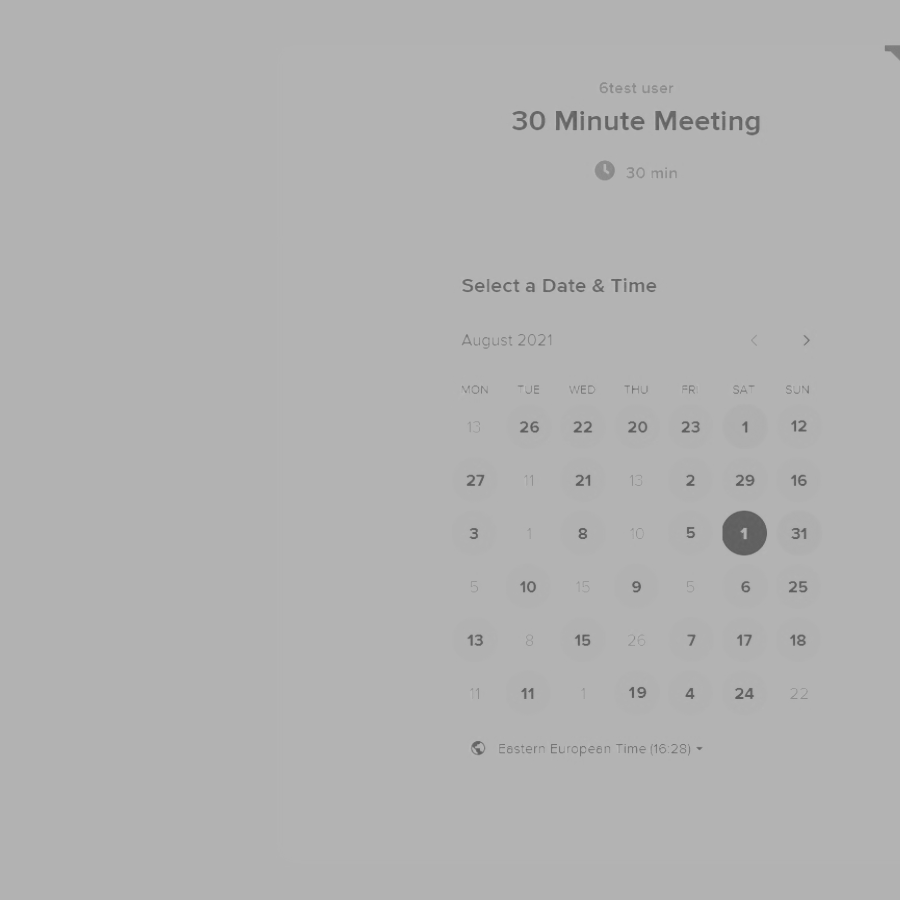 6test user
30 Minute Meeting
30 min
Select a Date & Time
August 2021
MON TUE WED THU FRI SAT SUN
13 26 22 20 23 1 12
27 11 21 13 2 29 16
3 1 8 10 5 1 31
5 10 15 9 5 6 25
13 8 15 26 7 17 18
11 11 1 19 4 24 22
Eastern European Time (16:28)